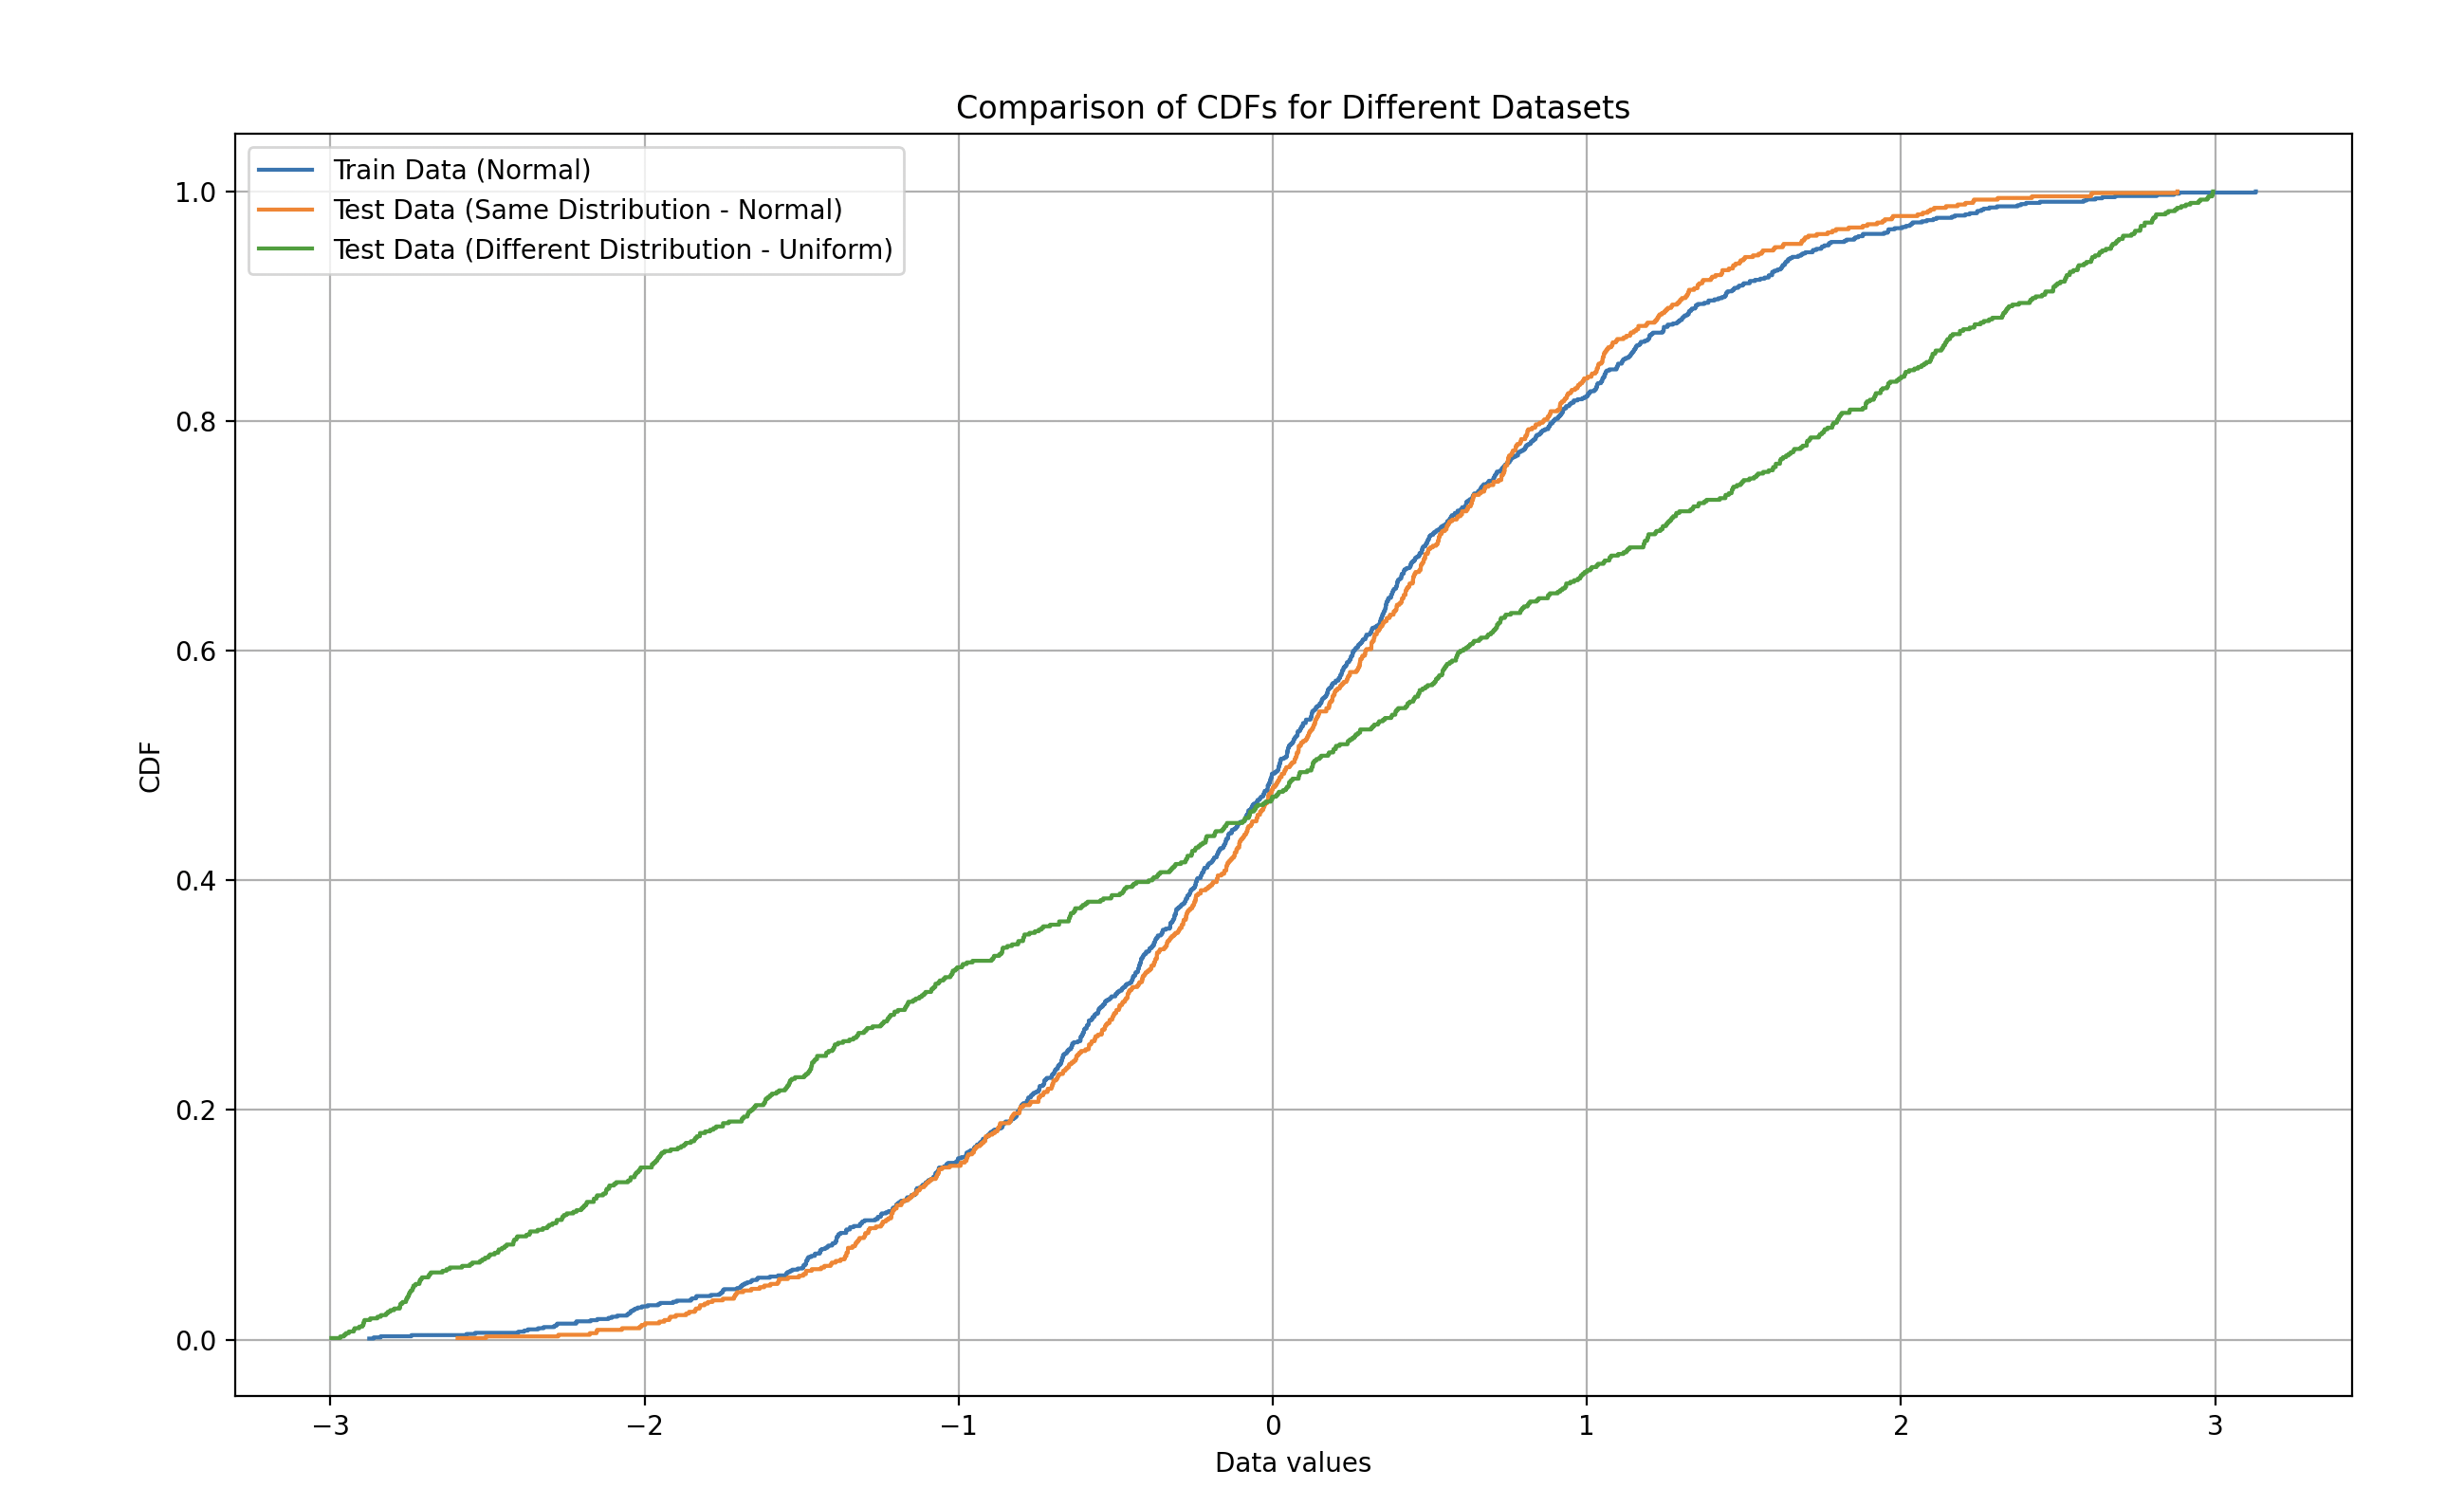 Comparison of CDFs for Different Datasets
Train Data (Normal)
Test Data (Same Distribution - Normal)
Test Data (Different Distribution - Uniform)
1.0
0.8
0.6
0.4
0.2
0.0
CDF
−3 −2 −1 0 1 2 3
Data values